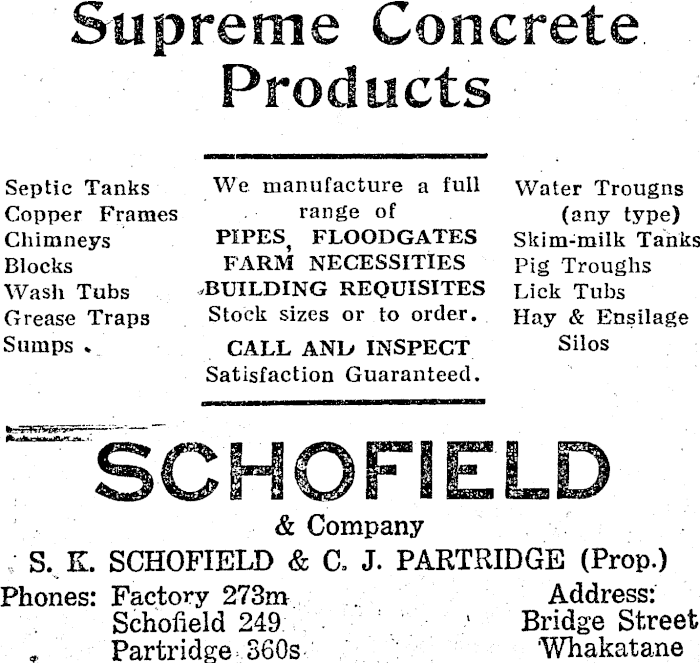 Supreme Concrete
Products
Septic Tanks
Copper Frames
Chimneys
Blocks
Wash Tubs
Grease Traps
Sumps .
We manufacture a full
range of
PIPES, FLOODGATES
FARM NECESSITIES
BUILDING REQUISITES
Stock sizes or to order.
CALL AND INSPECT
Satisfaction Guaranteed.
Water Trougns
(any type)
Skim-milk Tanks
Pig Troughs
Lick Tubs
Hay & Ensilage
Silos
SCHOFIELD
& Company
S. K. SCHOFIELD & C. J. PARTRIDGE (Prop.)
Phones: Factory 273m
Schofield 249
Partridge 360s
Address:
Bridge Street
Whakatane